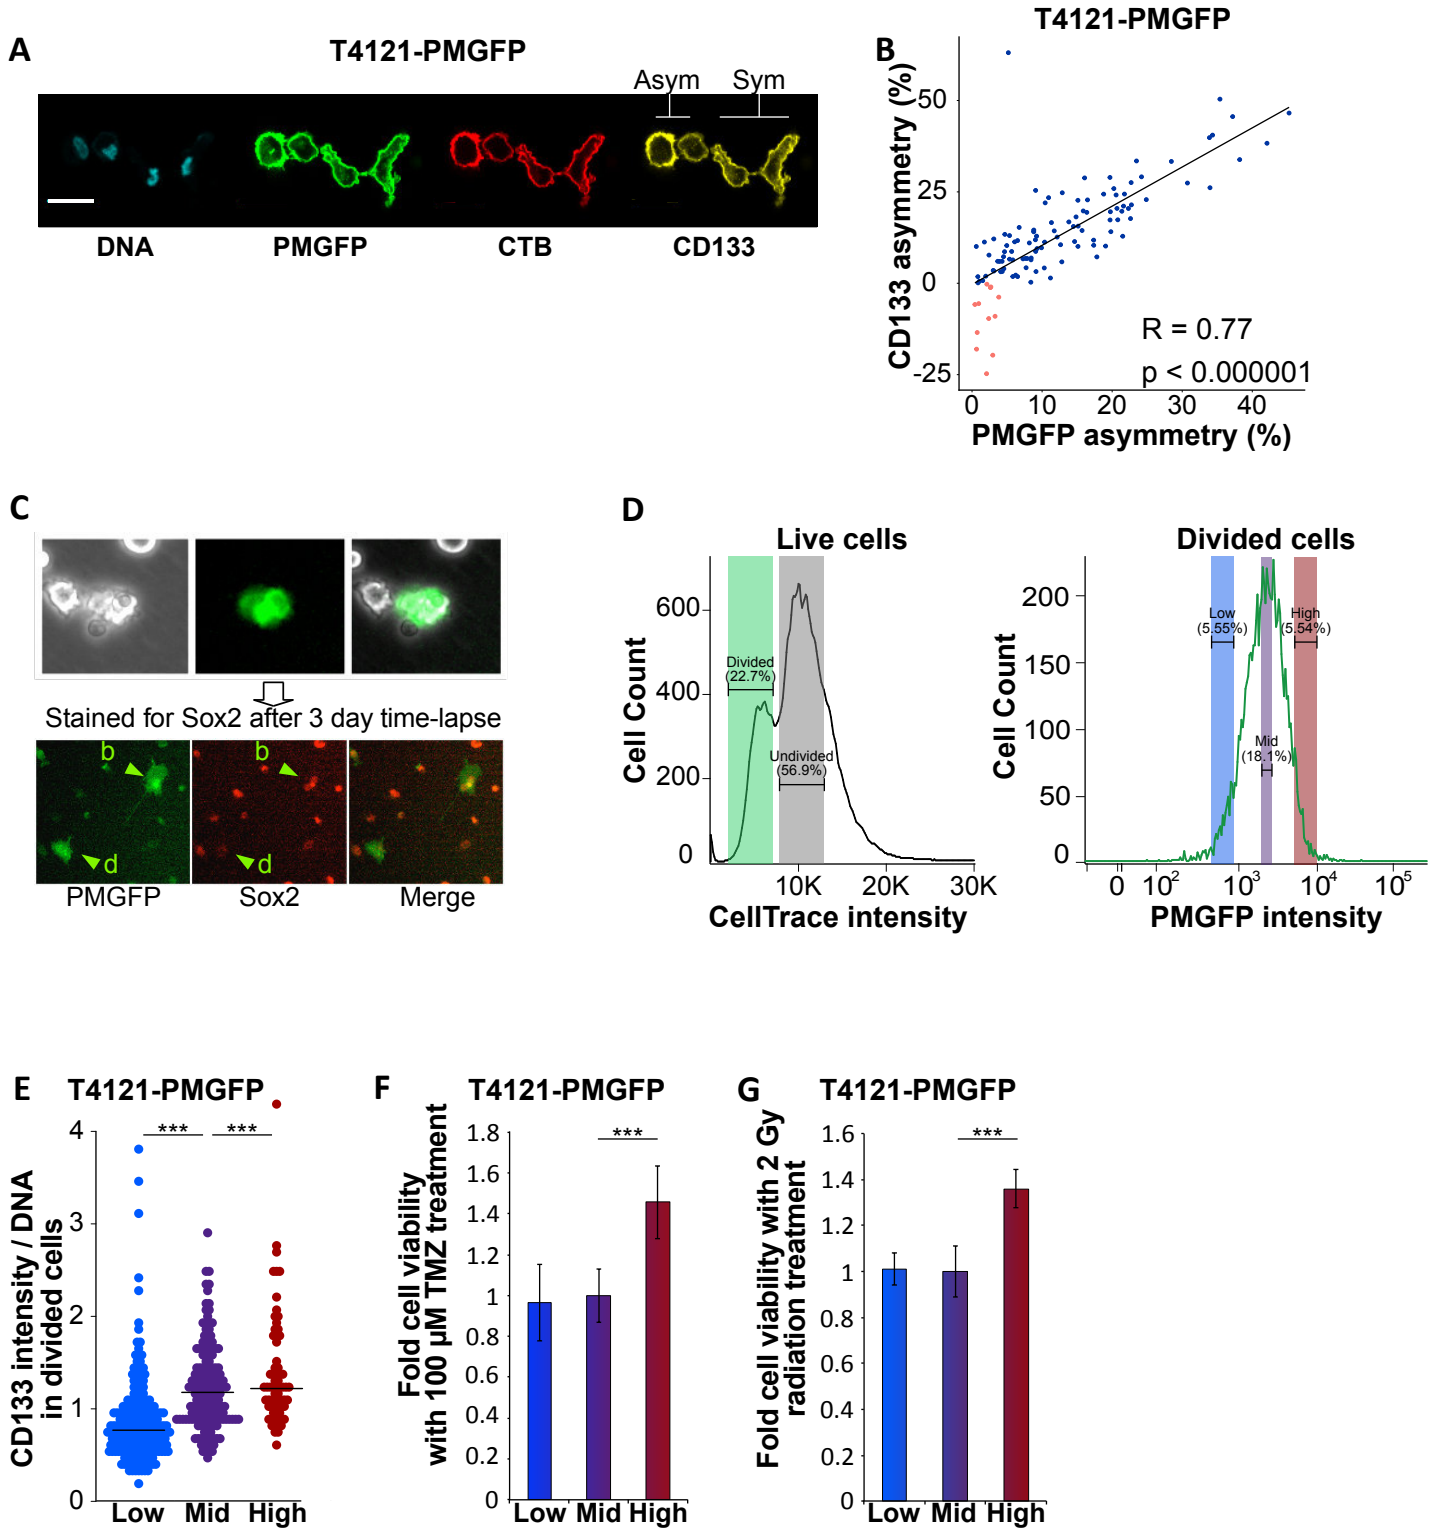 A
T4121-PMGFP
Asym
Sym
DNA
PMGFP
CTB
CD133
B
T4121-PMGFP
CD133 asymmetry (%)
50
25
0
-25
R = 0.77
p < 0.000001
0 10 20 30 40
PMGFP asymmetry (%)
C
Stained for Sox2 after 3 day time-lapse
b
b
d
d
PMGFP
Sox2
Merge
D
Live cells
Cell Count
600
400
200
0
Divided
(22.7%)
Undivided
(56.9%)
10K 20K 30K
CellTrace intensity
Divided cells
Cell Count
200
150
100
50
0
Low
(5.55%)
Mid
(18.1%)
High
(5.54%)
0 10² 10³ 10⁴ 10⁵
PMGFP intensity
E
T4121-PMGFP
CD133 intensity / DNA
in divided cells
4
3
2
1
0
***
***
Low Mid High
F
T4121-PMGFP
Fold cell viability
with 100 µM TMZ treatment
1.8
1.6
1.4
1.2
1
0.8
0.6
0.4
0.2
0
***
Low Mid High
G
T4121-PMGFP
Fold cell viability with 2 Gy
radiation treatment
1.6
1.4
1.2
1
0.8
0.6
0.4
0.2
0
***
Low Mid High